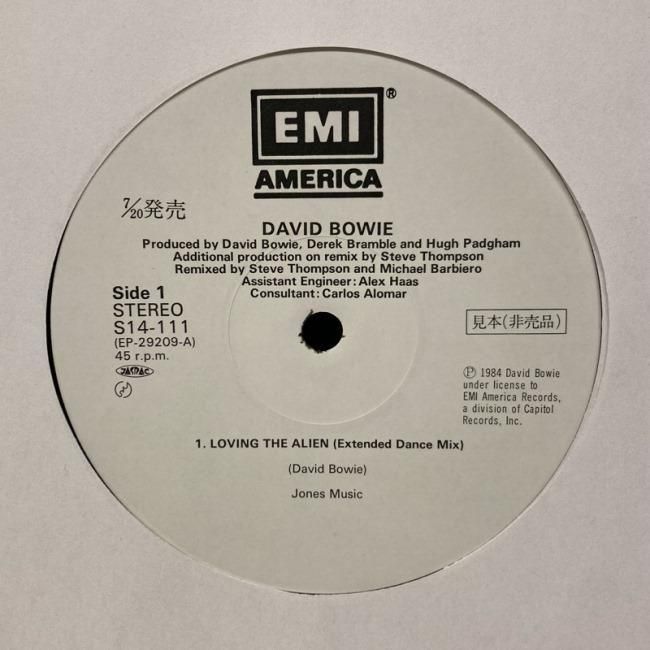 EMI®
AMERICA
7/20発売
DAVID BOWIE
Produced by David Bowie, Derek Bramble and Hugh Padgham
Additional production on remix by Steve Thompson
Remixed by Steve Thompson and Michael Barbiero
Assistant Engineer: Alex Haas
Consultant: Carlos Alomar
Side 1
STEREO
S14-111
(EP-29209-A)
45 r.p.m.
JASRAC
見本(非売品)
Ⓟ 1984 David Bowie
under license to
EMI America Records,
a division of Capitol
Records, Inc.
1. LOVING THE ALIEN (Extended Dance Mix)
(David Bowie)
Jones Music